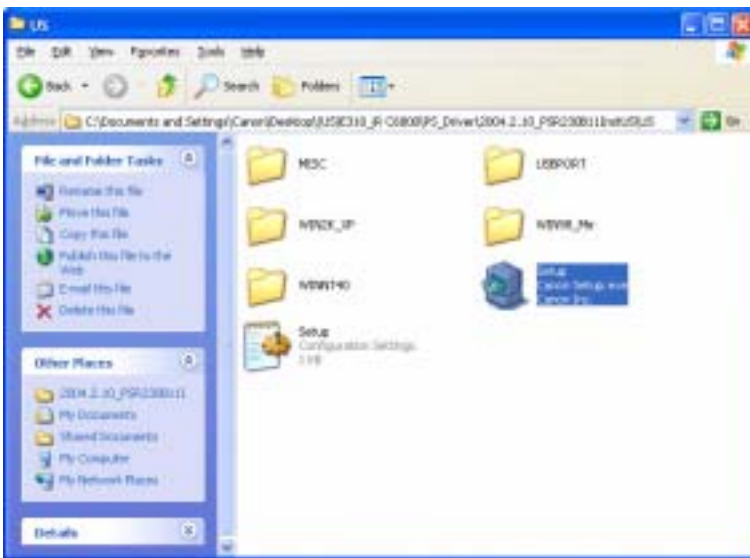 US
File Edit View Favorites Tools Help
Back Search Folders
Address
Go
File and Folder Tasks
Rename this file
Move this file
Copy this file
Publish this file to the
Web
E-mail this file
Delete this file
Other Places
My Documents
Shared Documents
My Computer
My Network Places
Details
MISC
USBPORT
WIN2K_XP
WIN98_Me
WINNT40
Setup
Canon Setup.exe
Canon Inc.
Setup
Configuration Settings
1 KB